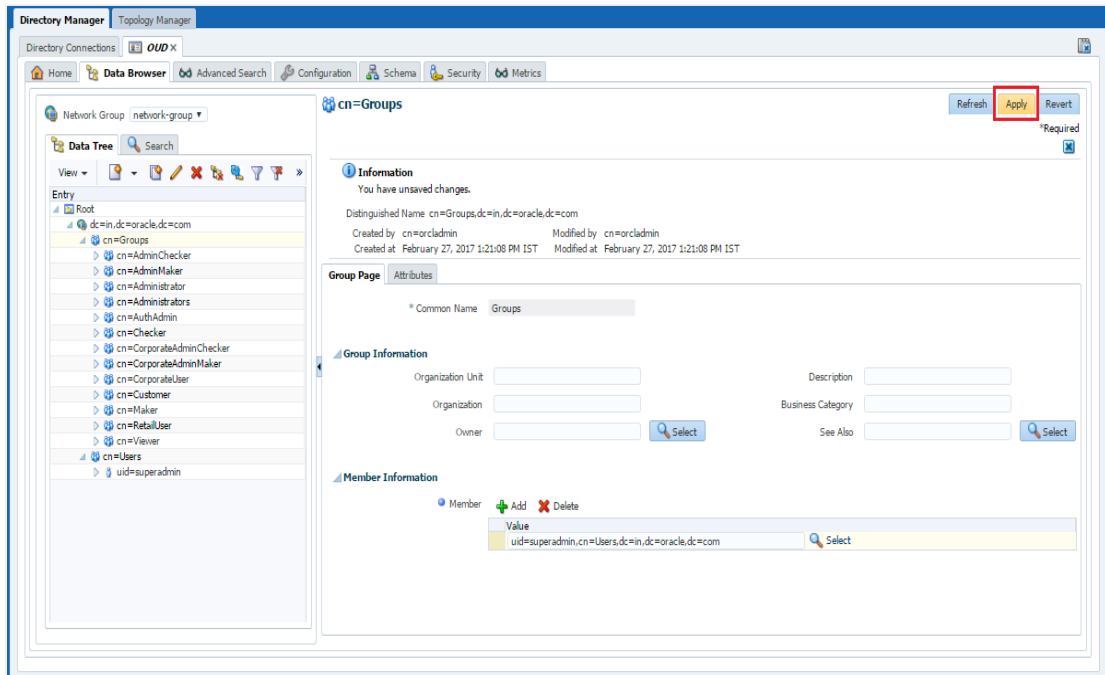 Directory Manager Topology Manager
Directory Connections OUD
Home Data Browser Advanced Search Configuration Schema Security Metrics
Network Group network-group
Data Tree Search
View
Entry
Root
dc=in,dc=oracle,dc=com
cn=Groups
cn=AdminChecker
cn=AdminMaker
cn=Administrator
cn=Administrators
cn=AuthAdmin
cn=Checker
cn=CorporateAdminChecker
cn=CorporateAdminMaker
cn=CorporateUser
cn=Customer
cn=Maker
cn=RetailUser
cn=Viewer
cn=Users
uid=superadmin
cn=Groups
Refresh Apply Revert
*Required
Information
You have unsaved changes.
Distinguished Name cn=Groups,dc=in,dc=oracle,dc=com
Created by cn=orcladmin Modified by cn=orcladmin
Created at February 27, 2017 1:21:08 PM IST Modified at February 27, 2017 1:21:08 PM IST
Group Page Attributes
* Common Name Groups
Group Information
Organization Unit Description
Organization Business Category
Owner Select See Also Select
Member Information
Member Add Delete
Value
uid=superadmin,cn=Users,dc=in,dc=oracle,dc=com Select